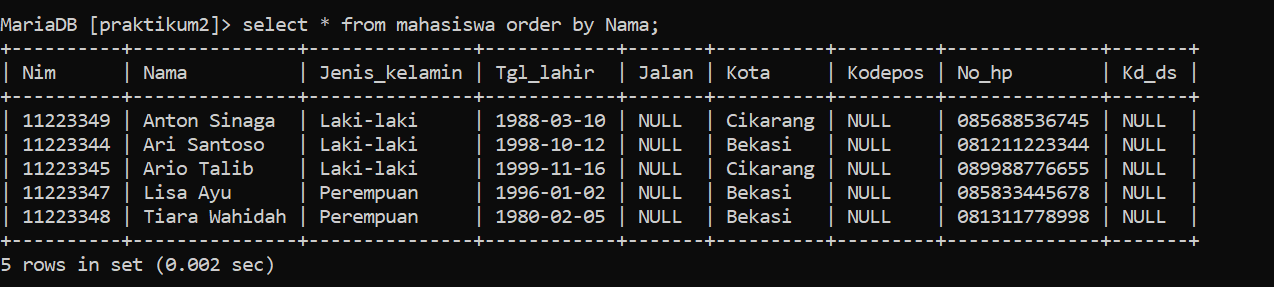 MariaDB [praktikum2]> select * from mahasiswa order by Nama;
+----------+---------------+---------------+------------+-------+----------+---------+--------------+-------+
| Nim      | Nama          | Jenis_kelamin | Tgl_lahir  | Jalan | Kota     | Kodepos | No_hp        | Kd_ds |
+----------+---------------+---------------+------------+-------+----------+---------+--------------+-------+
| 11223349 | Anton Sinaga  | Laki-laki     | 1988-03-10 | NULL  | Cikarang | NULL    | 085688536745 | NULL  |
| 11223344 | Ari Santoso   | Laki-laki     | 1998-10-12 | NULL  | Bekasi   | NULL    | 081211223344 | NULL  |
| 11223345 | Ario Talib    | Laki-laki     | 1999-11-16 | NULL  | Cikarang | NULL    | 089988776655 | NULL  |
| 11223347 | Lisa Ayu      | Perempuan     | 1996-01-02 | NULL  | Bekasi   | NULL    | 085833445678 | NULL  |
| 11223348 | Tiara Wahidah | Perempuan     | 1980-02-05 | NULL  | Bekasi   | NULL    | 081311778998 | NULL  |
+----------+---------------+---------------+------------+-------+----------+---------+--------------+-------+
5 rows in set (0.002 sec)